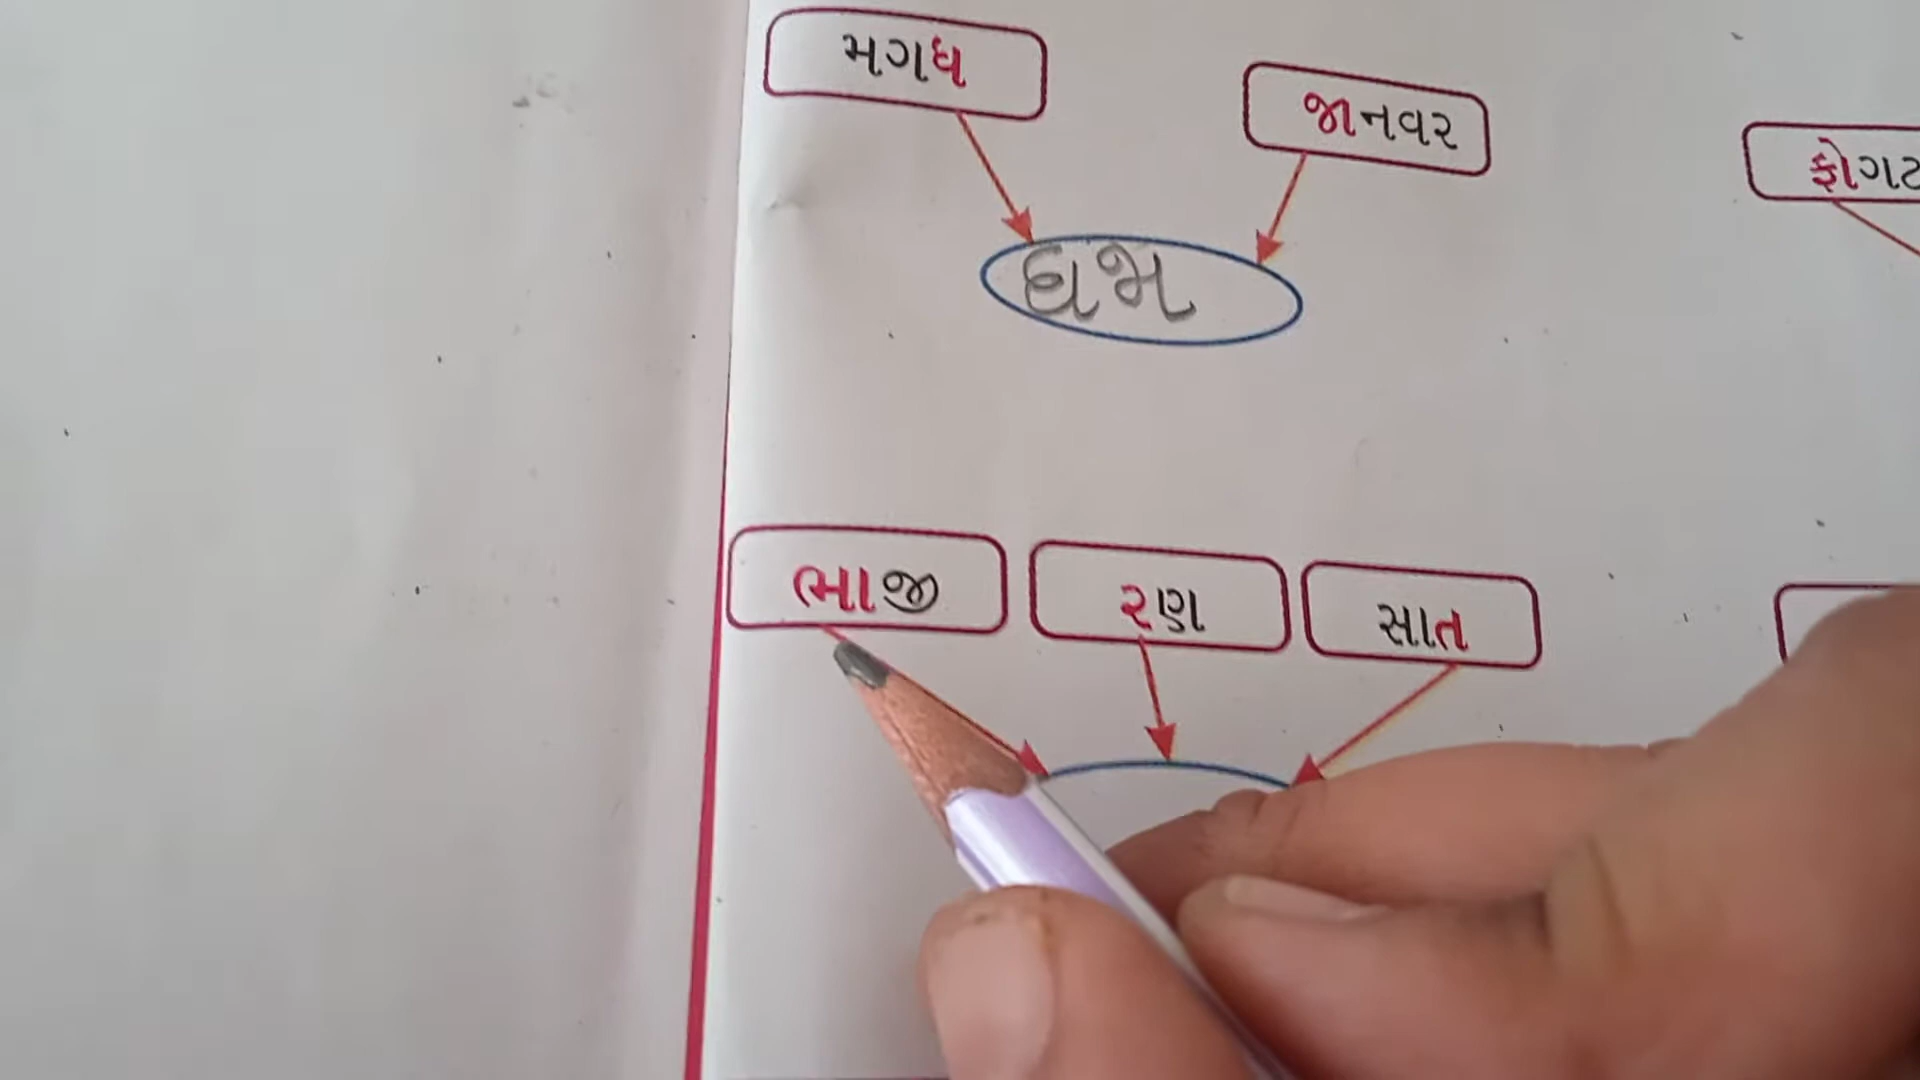 મગધ
જાનવર
ફોગટ
ધજા
ભાજી
રણ
સાત